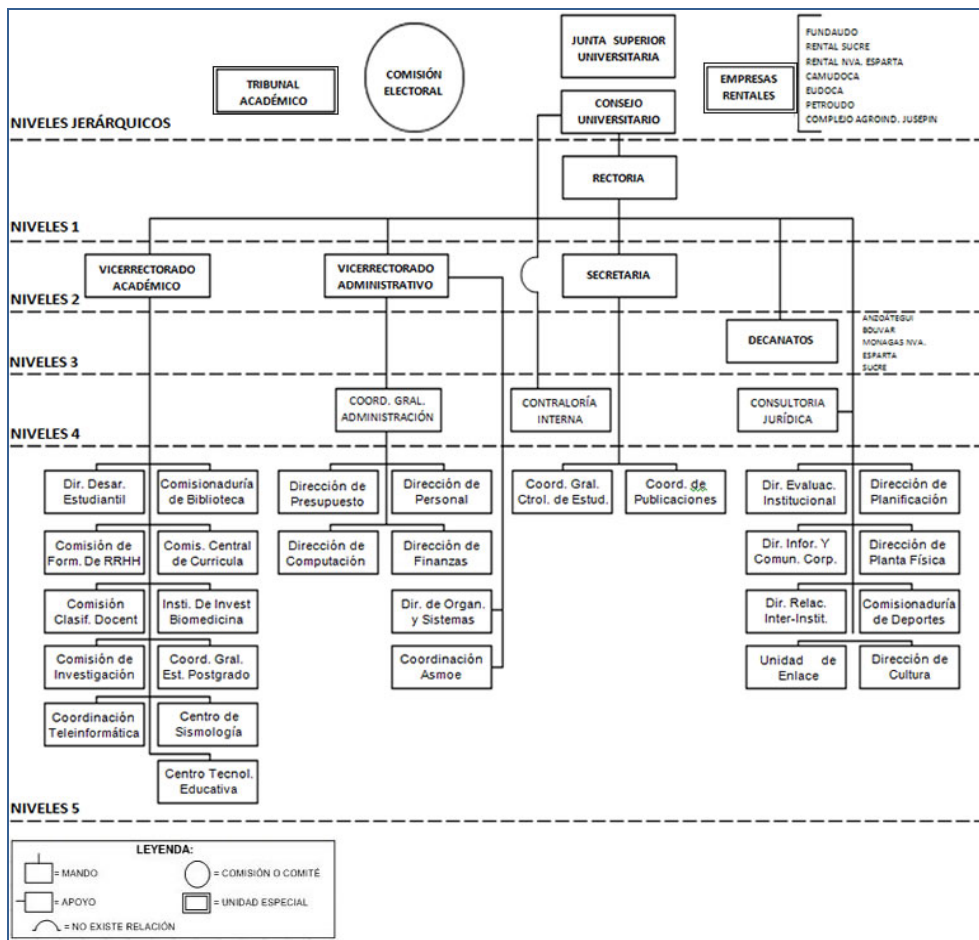 JUNTA SUPERIOR
UNIVERSITARIA
COMISIÓN
ELECTORAL
TRIBUNAL
ACADÉMICO
EMPRESAS
RENTALES
FUNDAUDO
RENTAL SUCRE
RENTAL NVA. ESPARTA
CAMUDOCA
EUDOCA
PETROUDO
COMPLEJO AGROIND. JUSEPIN
CONSEJO
UNIVERSITARIO
NIVELES JERÁRQUICOS
RECTORIA
NIVELES 1
VICERRECTORADO
ACADÉMICO
VICERRECTORADO
ADMINISTRATIVO
SECRETARIA
NIVELES 2
DECANATOS
ANZOÁTEGUI
BOLIVAR
MONAGAS NVA.
ESPARTA
SUCRE
NIVELES 3
COORD. GRAL.
ADMINISTRACIÓN
CONTRALORÍA
INTERNA
CONSULTORIA
JURÍDICA
NIVELES 4
Dir. Desar.
Estudiantil
Comisionaduría
de Biblioteca
Dirección de
Presupuesto
Dirección de
Personal
Coord. Gral.
Ctrol. de Estud.
Coord. de
Publicaciones
Dir. Evaluac.
Institucional
Dirección de
Planificación
Comisión de
Form. De RRHH
Comis. Central
de Curricula
Dirección de
Computación
Dirección de
Finanzas
Dir. Infor. Y
Comun. Corp.
Dirección de
Planta Física
Comisión
Clasif. Docent
Insti. De Invest
Biomedicina
Dir. de Organ.
y Sistemas
Dir. Relac.
Inter-Instit.
Comisionaduría
de Deportes
Comisión de
Investigación
Coord. Gral.
Est. Postgrado
Coordinación
Asmoe
Unidad de
Enlace
Dirección de
Cultura
Coordinación
Teleinformática
Centro de
Sismología
Centro Tecnol.
Educativa
NIVELES 5
LEYENDA:
= MANDO
= COMISIÓN O COMITÉ
= APOYO
= UNIDAD ESPECIAL
= NO EXISTE RELACIÓN